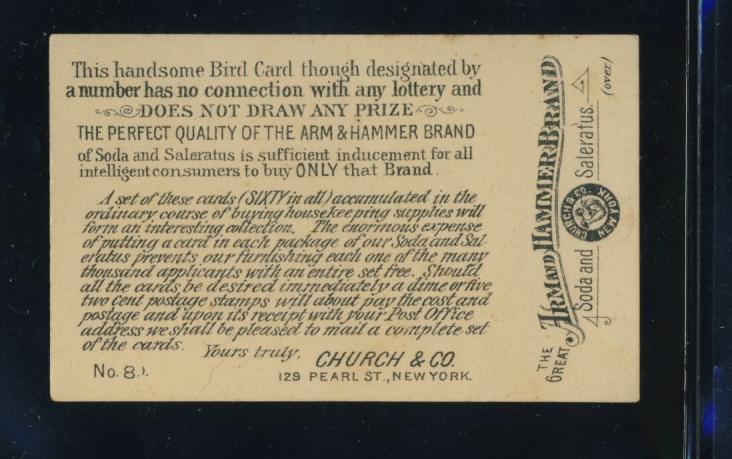 This handsome Bird Card though designated by
a number has no connection with any lottery and
DOES NOT DRAW ANY PRIZE
THE PERFECT QUALITY OF THE ARM & HAMMER BRAND
of Soda and Saleratus is sufficient inducement for all
intelligent consumers to buy ONLY that Brand.
A set of these cards (SIXTY in all) accumulated in the
ordinary course of buying housekeeping supplies will
form an interesting collection. The enormous expense
of putting a card in each package of our Soda and Sal-
eratus prevents our furnishing each one of the many
thousand applicants with an entire set free. Should
all the cards be desired immediately a dime or five
two cent postage stamps will about pay the cost and
postage and upon its receipt with your Post Office
address we shall be pleased to mail a complete set
of the cards.
Yours truly,
CHURCH & CO.
129 PEARL ST., NEW YORK.
No. 8.
THE
GREAT
ARM AND HAMMER BRAND
Soda and
CHURCH & CO.
NEW YORK
Saleratus.
(over)